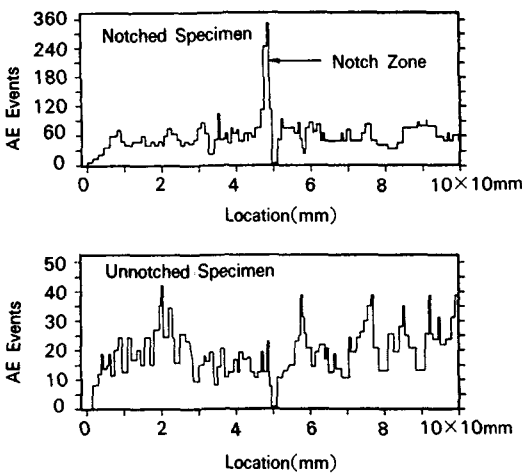 360
Notched Specimen
240
Notch Zone
180
120
60
0
AE Events
0 2 4 6 8 10×10mm
Location(mm)
50
Unnotched Specimen
40
30
20
10
0
AE Events
0 2 4 6 8 10×10mm
Location(mm)